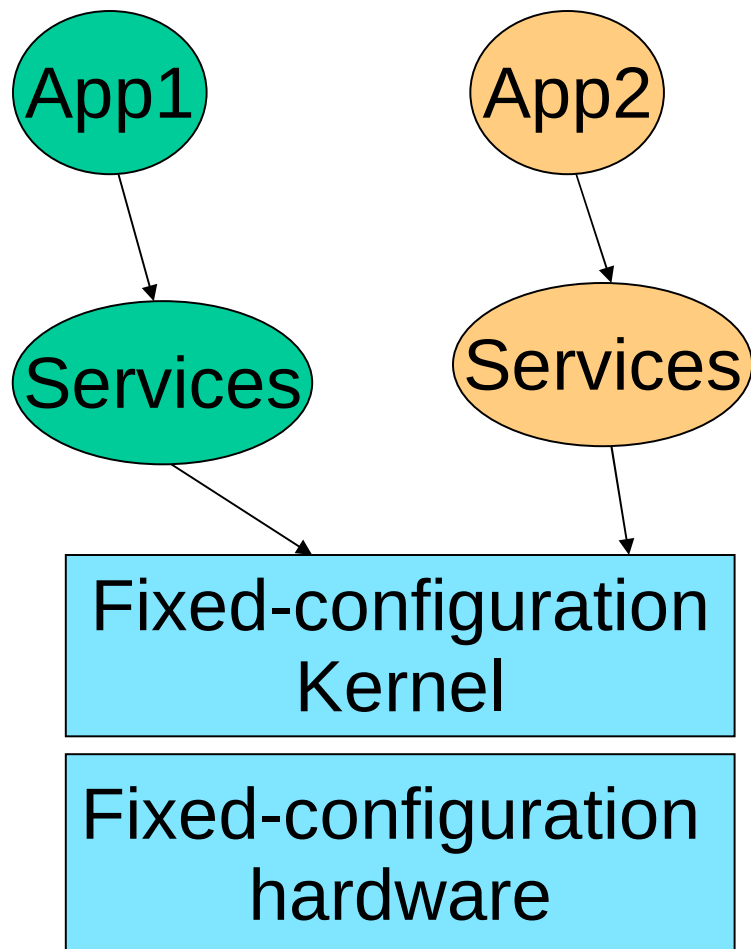 App1
App2
Services
Services
Fixed-configuration
Kernel
Fixed-configuration
hardware